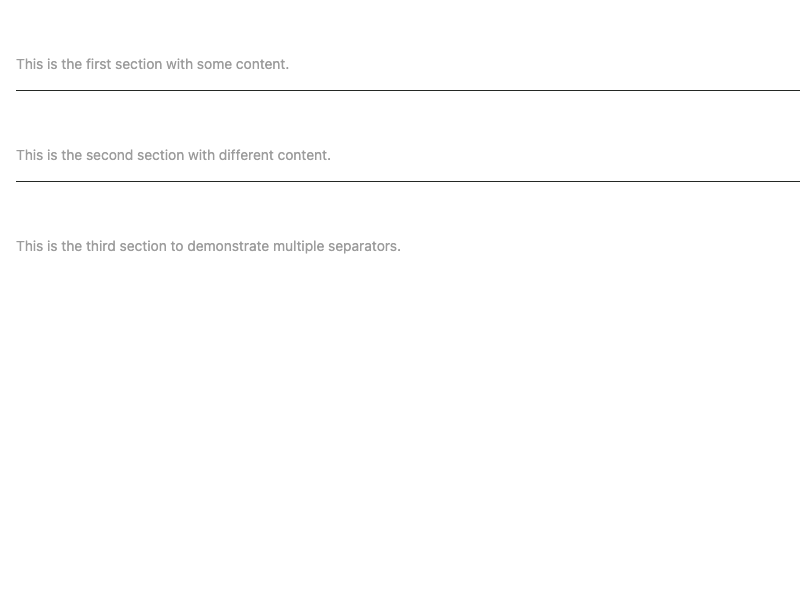 This is the first section with some content.
This is the second section with different content.
This is the third section to demonstrate multiple separators.